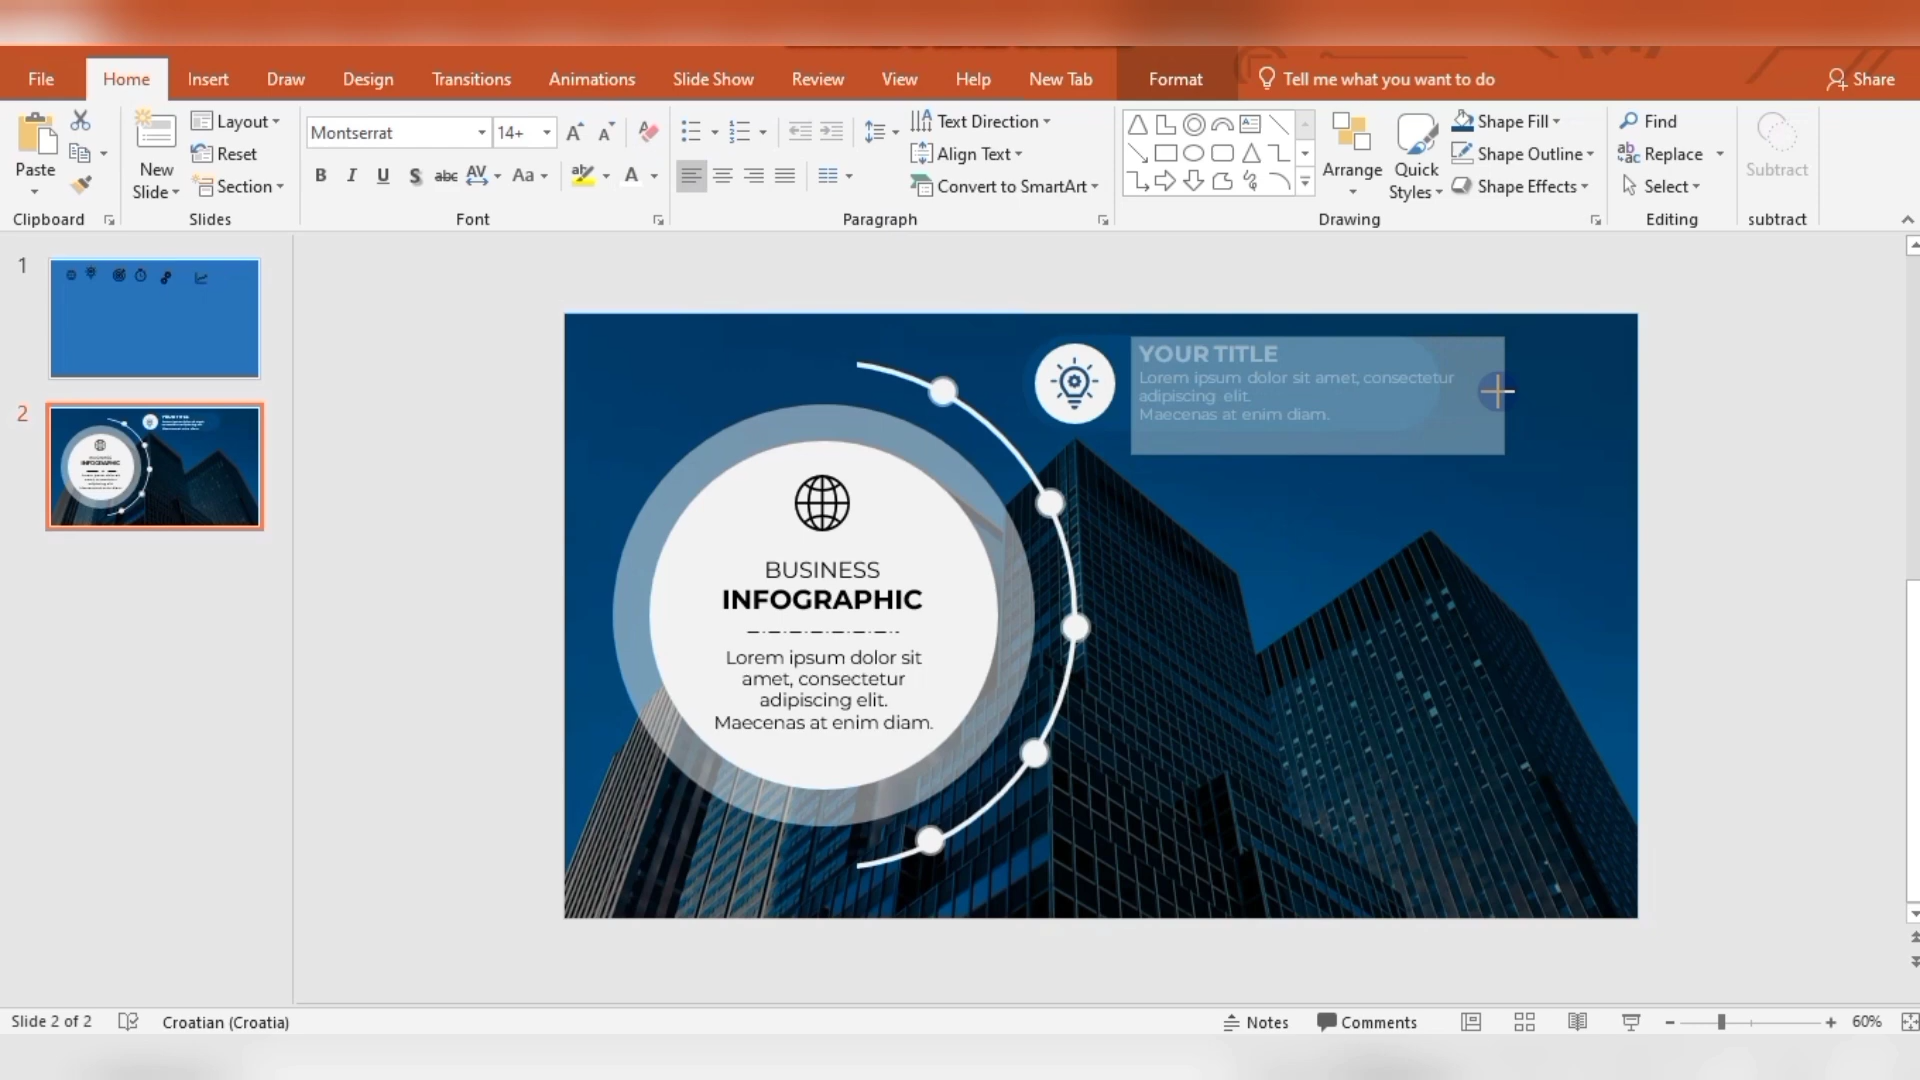 File Home Insert Draw Design Transitions Animations Slide Show Review View Help New Tab Format Tell me what you want to do Share
Paste
New
Slide
Layout
Reset
Section
Montserrat 14+
B I U S abc AV Aa ab A
Text Direction
Align Text
Convert to SmartArt
Arrange
Quick
Styles
Shape Fill
Shape Outline
Shape Effects
Find
Replace
Select
Subtract
Clipboard Slides Font Paragraph Drawing Editing subtract
1
2
YOUR TITLE
Lorem ipsum dolor sit amet, consectetur
adipiscing elit.
Maecenas at enim diam.
BUSINESS
INFOGRAPHIC
Lorem ipsum dolor sit
amet, consectetur
adipiscing elit.
Maecenas at enim diam.
Slide 2 of 2 Croatian (Croatia) Notes Comments 60%